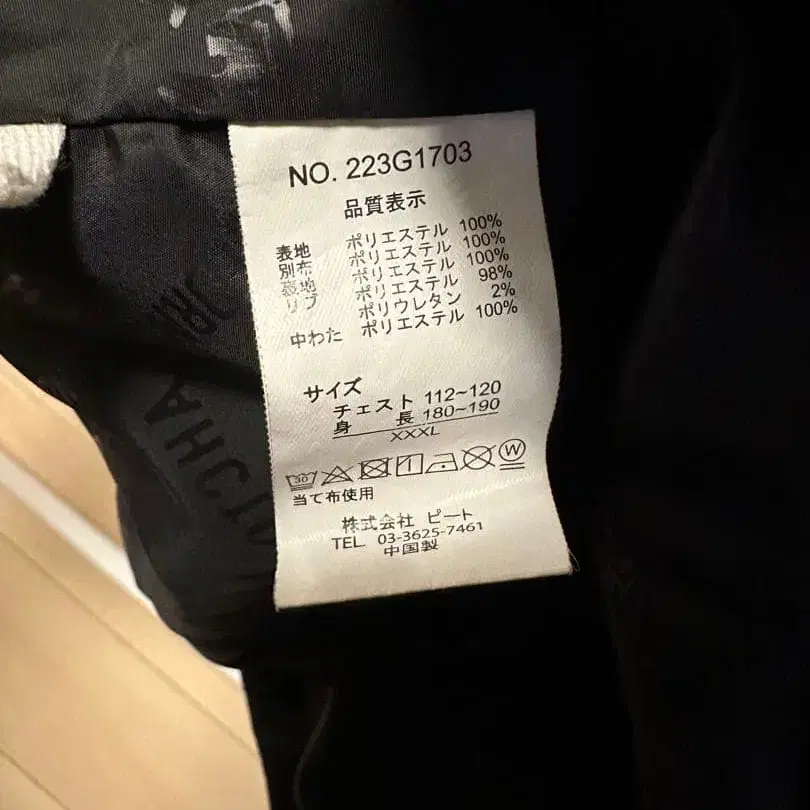 NO. 223G1703
品質表示
表地 ポリエステル 100%
別布 ポリエステル 100%
裏地 ポリエステル 100%
リブ ポリエステル 98%
ポリウレタン 2%
中わた ポリエステル 100%
サイズ
チェスト 112~120
身 長 180~190
XXXL
30 W
当て布使用
株式会社 ピート
TEL. 03-3625-7461
中国製